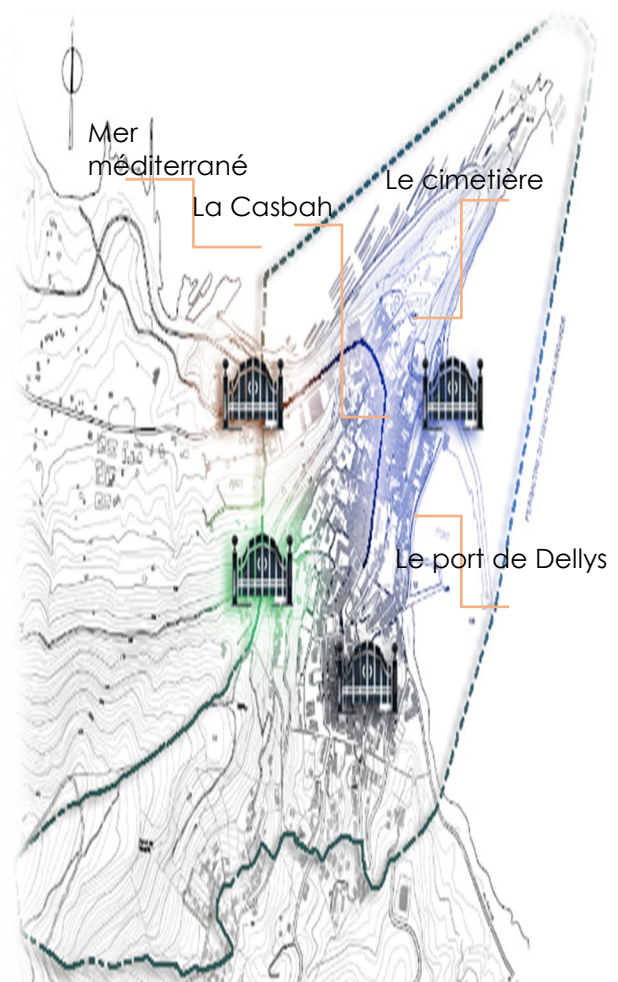 Mer
méditerrané
Le cimetière
La Casbah
Le port de Dellys